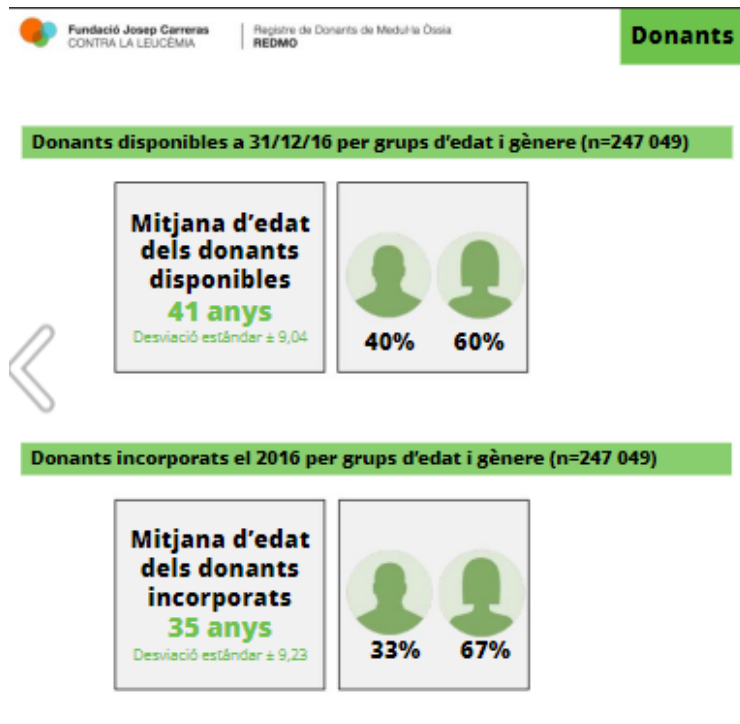 Fundació Josep Carreras
CONTRA LA LEUCÈMIA
Registre de Donants de Medul·la Òssia
REDMO
Donants
Donants disponibles a 31/12/16 per grups d'edat i gènere (n=247 049)
Mitjana d'edat
dels donants
disponibles
41 anys
Desviació estándar ± 9,04
40% 60%
Donants incorporats el 2016 per grups d'edat i gènere (n=247 049)
Mitjana d'edat
dels donants
incorporats
35 anys
Desviació estándar ± 9,23
33% 67%